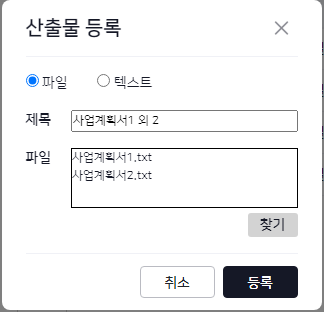 산출물 등록
파일 텍스트
제목 사업계획서1 외 2
파일 사업계획서1.txt
사업계획서2.txt
찾기
취소 등록